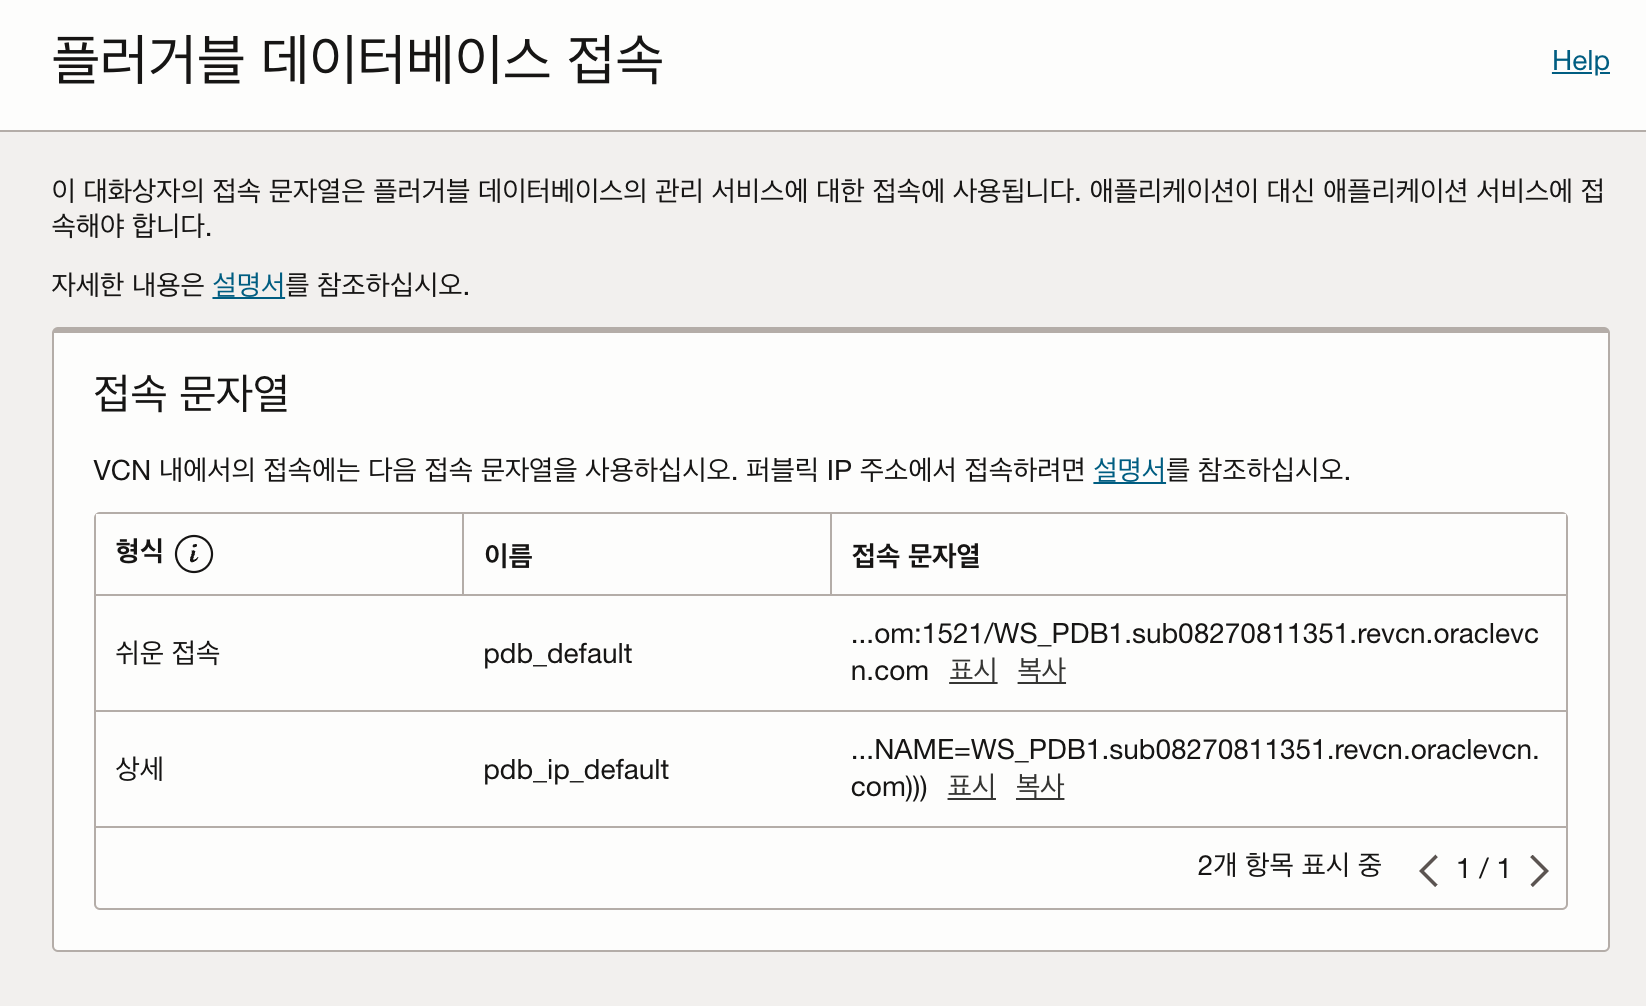 플러거블 데이터베이스 접속
Help
이 대화상자의 접속 문자열은 플러거블 데이터베이스의 관리 서비스에 대한 접속에 사용됩니다. 애플리케이션이 대신 애플리케이션 서비스에 접
속해야 합니다.
자세한 내용은 설명서를 참조하십시오.
접속 문자열
VCN 내에서의 접속에는 다음 접속 문자열을 사용하십시오. 퍼블릭 IP 주소에서 접속하려면 설명서를 참조하십시오.
형식 i 이름 접속 문자열
쉬운 접속 pdb_default ...om:1521/WS_PDB1.sub08270811351.revcn.oraclevc
n.com 표시 복사
상세 pdb_ip_default ...NAME=WS_PDB1.sub08270811351.revcn.oraclevcn.
com))) 표시 복사
2개 항목 표시 중 1 / 1